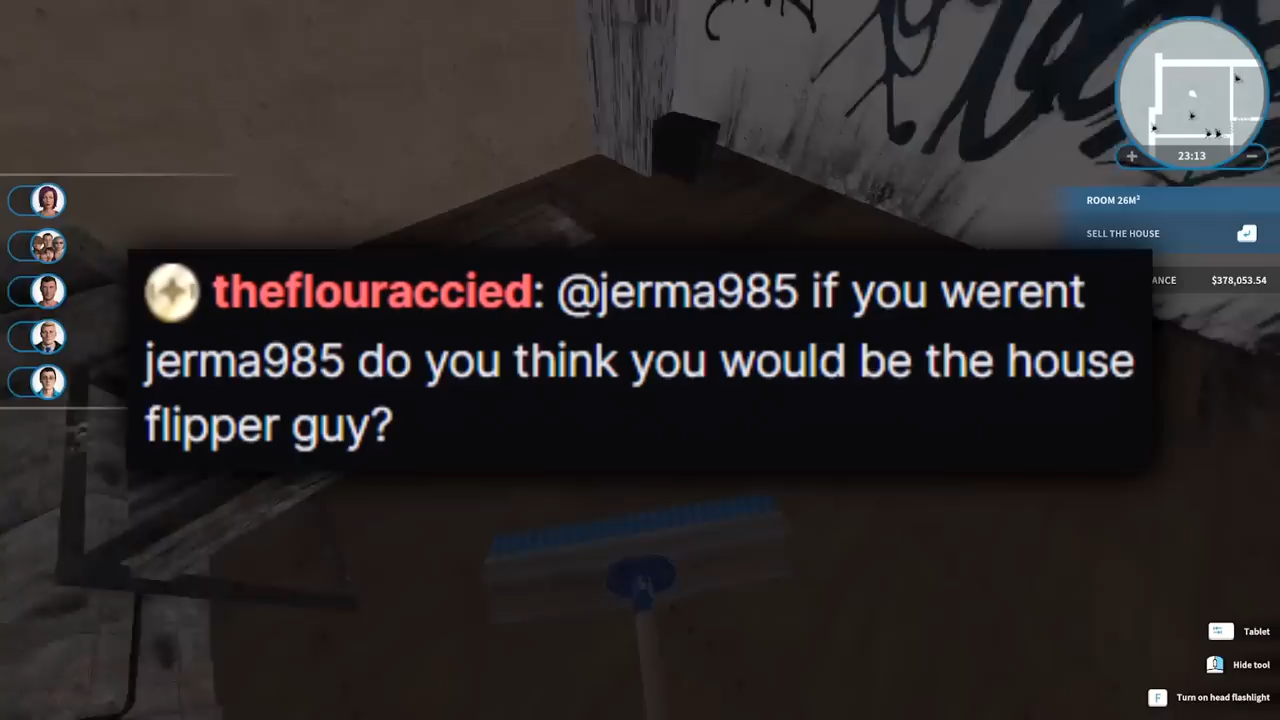 23:13
ROOM 26M²
SELL THE HOUSE
ANCE $378,053.54
theflouraccied: @jerma985 if you werent
jerma985 do you think you would be the house
flipper guy?
Tablet
Hide tool
F Turn on head flashlight